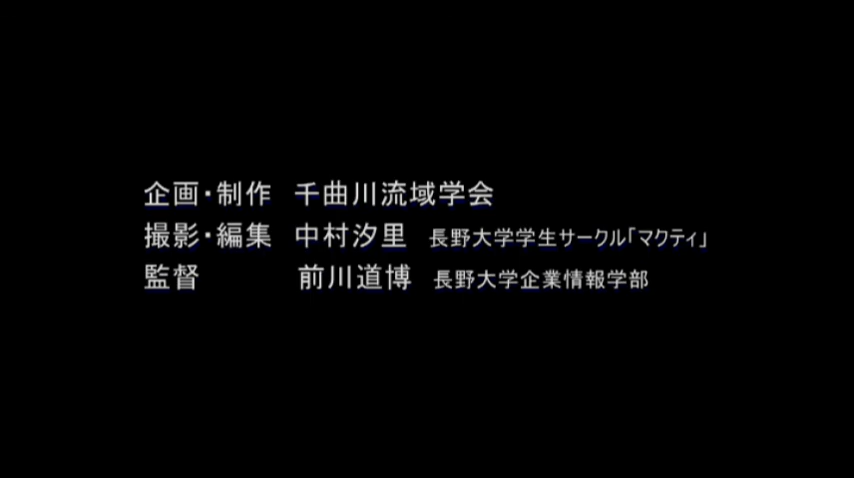 企画・制作 千曲川流域学会
撮影・編集 中村汐里 長野大学学生サークル「マクティ」
監督 前川道博 長野大学企業情報学部